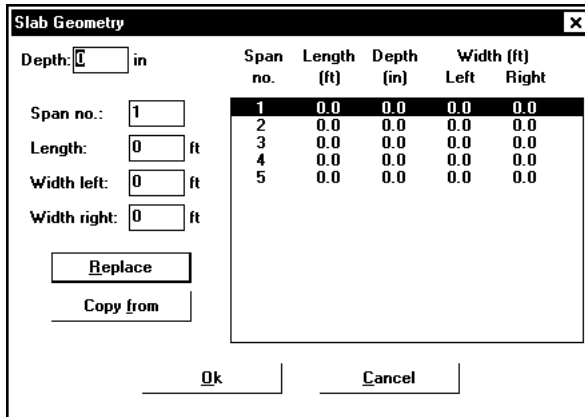 Slab Geometry
Depth: 0 in
Span no.: 1
Length: 0 ft
Width left: 0 ft
Width right: 0 ft
Replace
Copy from
Span Length Depth Width (ft)
no. (ft) (in) Left Right
1 0.0 0.0 0.0 0.0
2 0.0 0.0 0.0 0.0
3 0.0 0.0 0.0 0.0
4 0.0 0.0 0.0 0.0
5 0.0 0.0 0.0 0.0
Ok Cancel